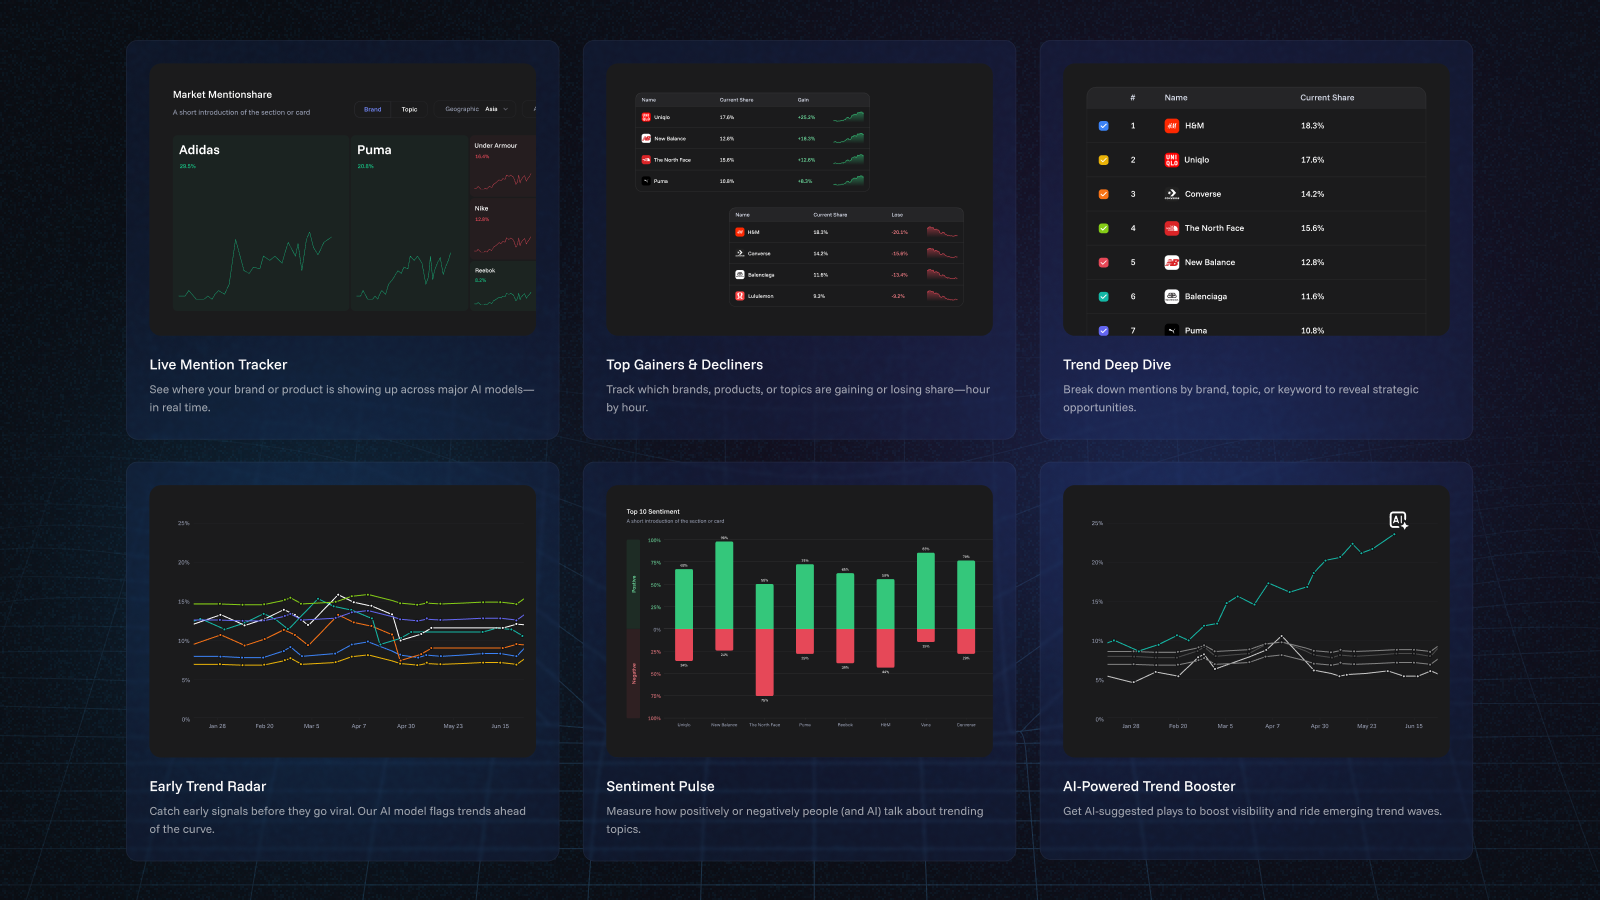 Market Mentionshare
A short introduction of the section or card
Brand Topic Geographic Asia
Adidas
29.5%
Puma
20.8%
Under Armour
16.4%
Nike
12.8%
Reebok
8.2%
Live Mention Tracker
See where your brand or product is showing up across major AI models—
in real time.
Name Current Share Gain
Uniqlo 17.6% +25.2%
New Balance 12.8% +18.3%
The North Face 15.6% +12.8%
Puma 10.8% +8.3%
Name Current Share Lose
H&M 18.3% -20.1%
Converse 14.2% -15.8%
Balenciaga 11.6% -13.4%
Lululemon 9.3% -9.2%
Top Gainers & Decliners
Track which brands, products, or topics are gaining or losing share—hour
by hour.
# Name Current Share
1 H&M 18.3%
2 UNI QLO Uniqlo 17.6%
3 Converse 14.2%
4 The North Face 15.6%
5 New Balance 12.8%
6 Balenciaga 11.6%
7 Puma 10.8%
Trend Deep Dive
Break down mentions by brand, topic, or keyword to reveal strategic
opportunities.
25%
20%
15%
10%
5%
0%
Jan 28 Feb 20 Mar 5 Apr 7 Apr 30 May 23 Jun 15
Early Trend Radar
Catch early signals before they go viral. Our AI model flags trends ahead
of the curve.
Top 10 Sentiment
A short introduction of the section or card
Positive
Negative
100%
75%
50%
25%
0%
25%
50%
75%
100%
Uniqlo New Balance The North Face Puma Reebok H&M Vans Converse
Sentiment Pulse
Measure how positively or negatively people (and AI) talk about trending
topics.
AI
25%
20%
15%
10%
5%
0%
Jan 28 Feb 20 Mar 5 Apr 7 Apr 30 May 23 Jun 15
AI-Powered Trend Booster
Get AI-suggested plays to boost visibility and ride emerging trend waves.